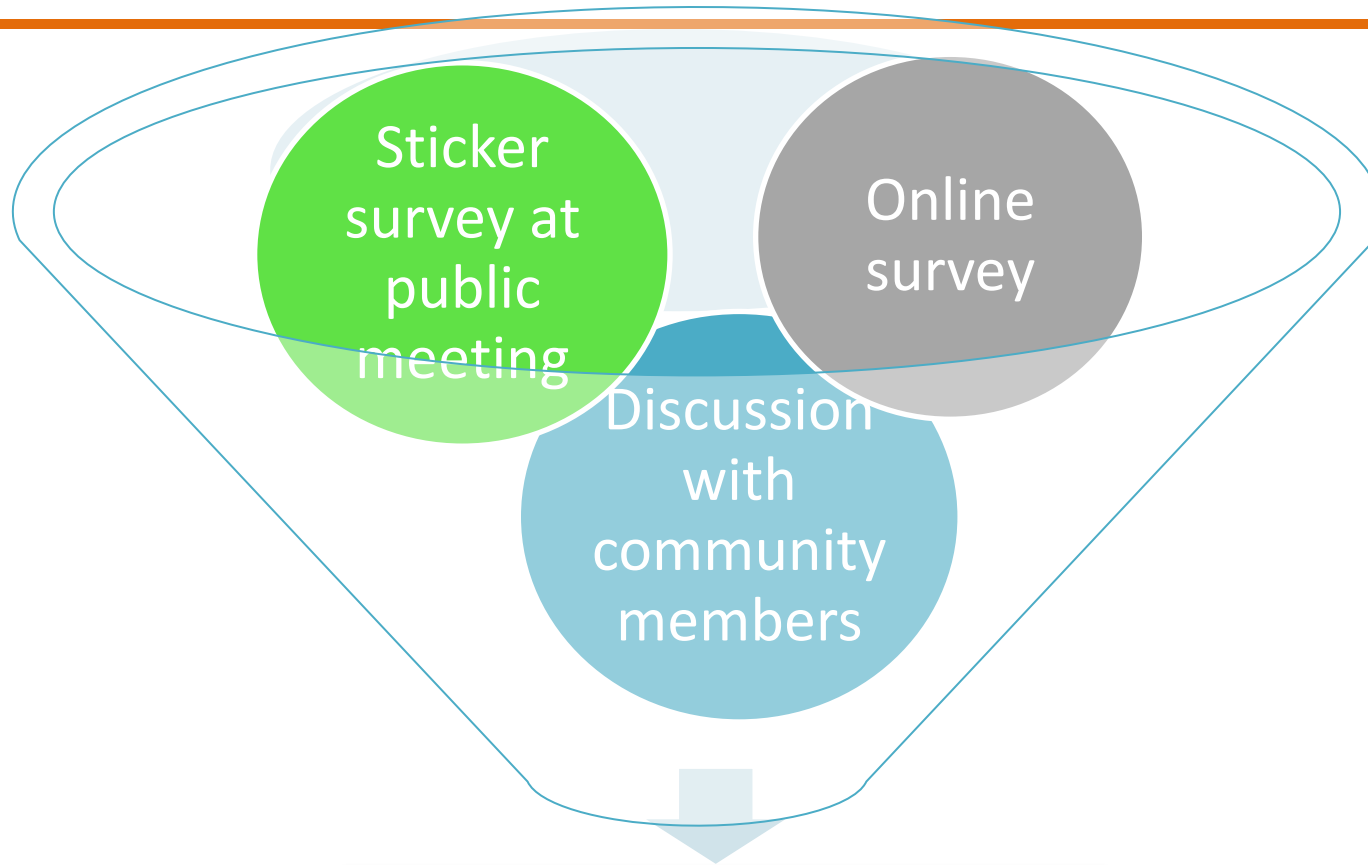 Sticker
survey at
public
meeting
Online
survey
Discussion
with
community
members